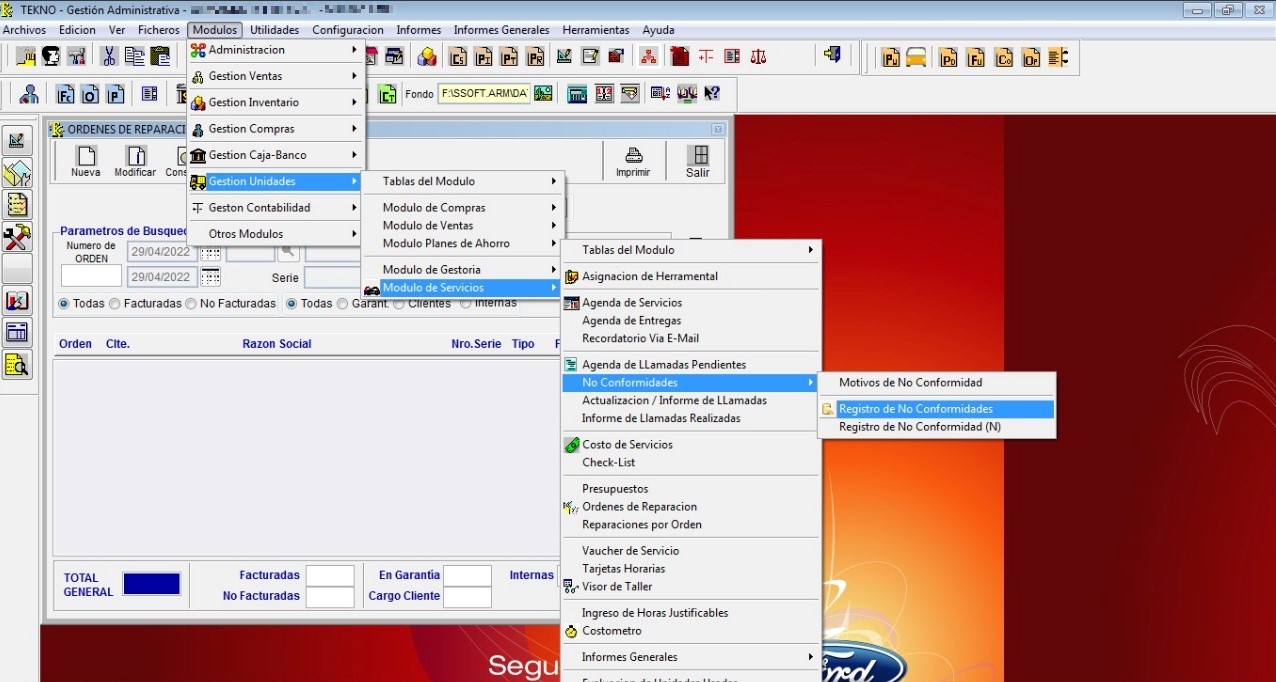 TEKNO - Gestión Administrativa -
Archivos Edicion Ver Ficheros Modulos Utilidades Configuracion Informes Informes Generales Herramientas Ayuda
Administracion
Gestion Ventas
Gestion Inventario
Gestion Compras
Gestion Caja-Banco
Gestion Unidades
Geston Contabilidad
Otros Modulos
Fondo F:\SSOFT.ARM\DA
ORDENES DE REPARACI
Nueva Modificar Cons Imprimir Salir
Tablas del Modulo
Modulo de Compras
Modulo de Ventas
Modulo Planes de Ahorro
Modulo de Gestoria
Modulo de Servicios
Parametros de Busque
Numero de ORDEN
29/04/2022
29/04/2022
Serie
Todas Facturadas No Facturadas Todas Garant. Clientes Internas
Orden Clte. Razon Social Nro.Serie Tipo F
Tablas del Modulo
Asignacion de Herramental
Agenda de Servicios
Agenda de Entregas
Recordatorio Via E-Mail
Agenda de LLamadas Pendientes
No Conformidades
Actualizacion / Informe de LLamadas
Informe de Llamadas Realizadas
Costo de Servicios
Check-List
Presupuestos
Ordenes de Reparacion
Reparaciones por Orden
Vaucher de Servicio
Tarjetas Horarias
Visor de Taller
Ingreso de Horas Justificables
Costometro
Informes Generales
Evaluacion de Unidades Usadas
Motivos de No Conformidad
Registro de No Conformidades
Registro de No Conformidad (N)
TOTAL GENERAL
Facturadas
No Facturadas
En Garantía
Cargo Cliente
Internas
Segu
ord